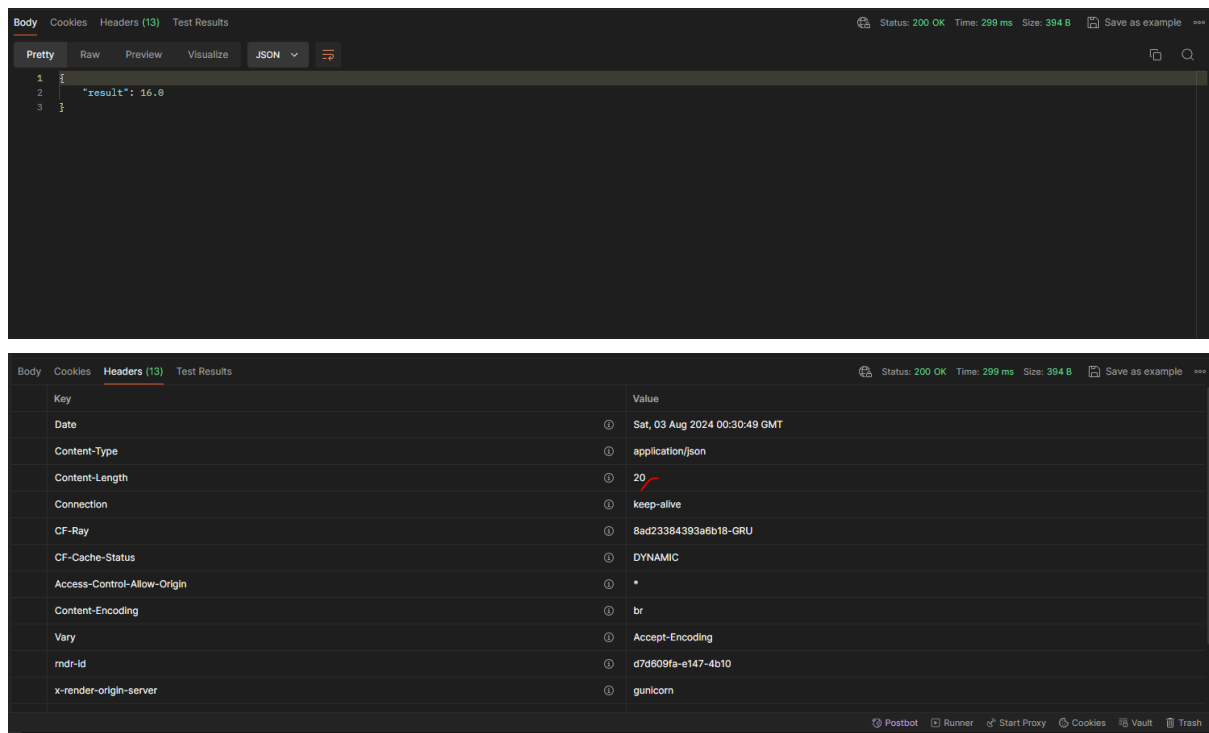 Body Cookies Headers (13) Test Results Status: 200 OK Time: 299 ms Size: 394 B Save as example
Pretty Raw Preview Visualize JSON
1 {
2 "result": 16.0
3 }
Body Cookies Headers (13) Test Results Status: 200 OK Time: 299 ms Size: 394 B Save as example
Key Value
Date Sat, 03 Aug 2024 00:30:49 GMT
Content-Type application/json
Content-Length 20
Connection keep-alive
CF-Ray 8ad23384393a6b18-GRU
CF-Cache-Status DYNAMIC
Access-Control-Allow-Origin *
Content-Encoding br
Vary Accept-Encoding
rndr-id d7d609fa-e147-4b10
x-render-origin-server gunicorn
Postbot Runner Start Proxy Cookies Vault Trash